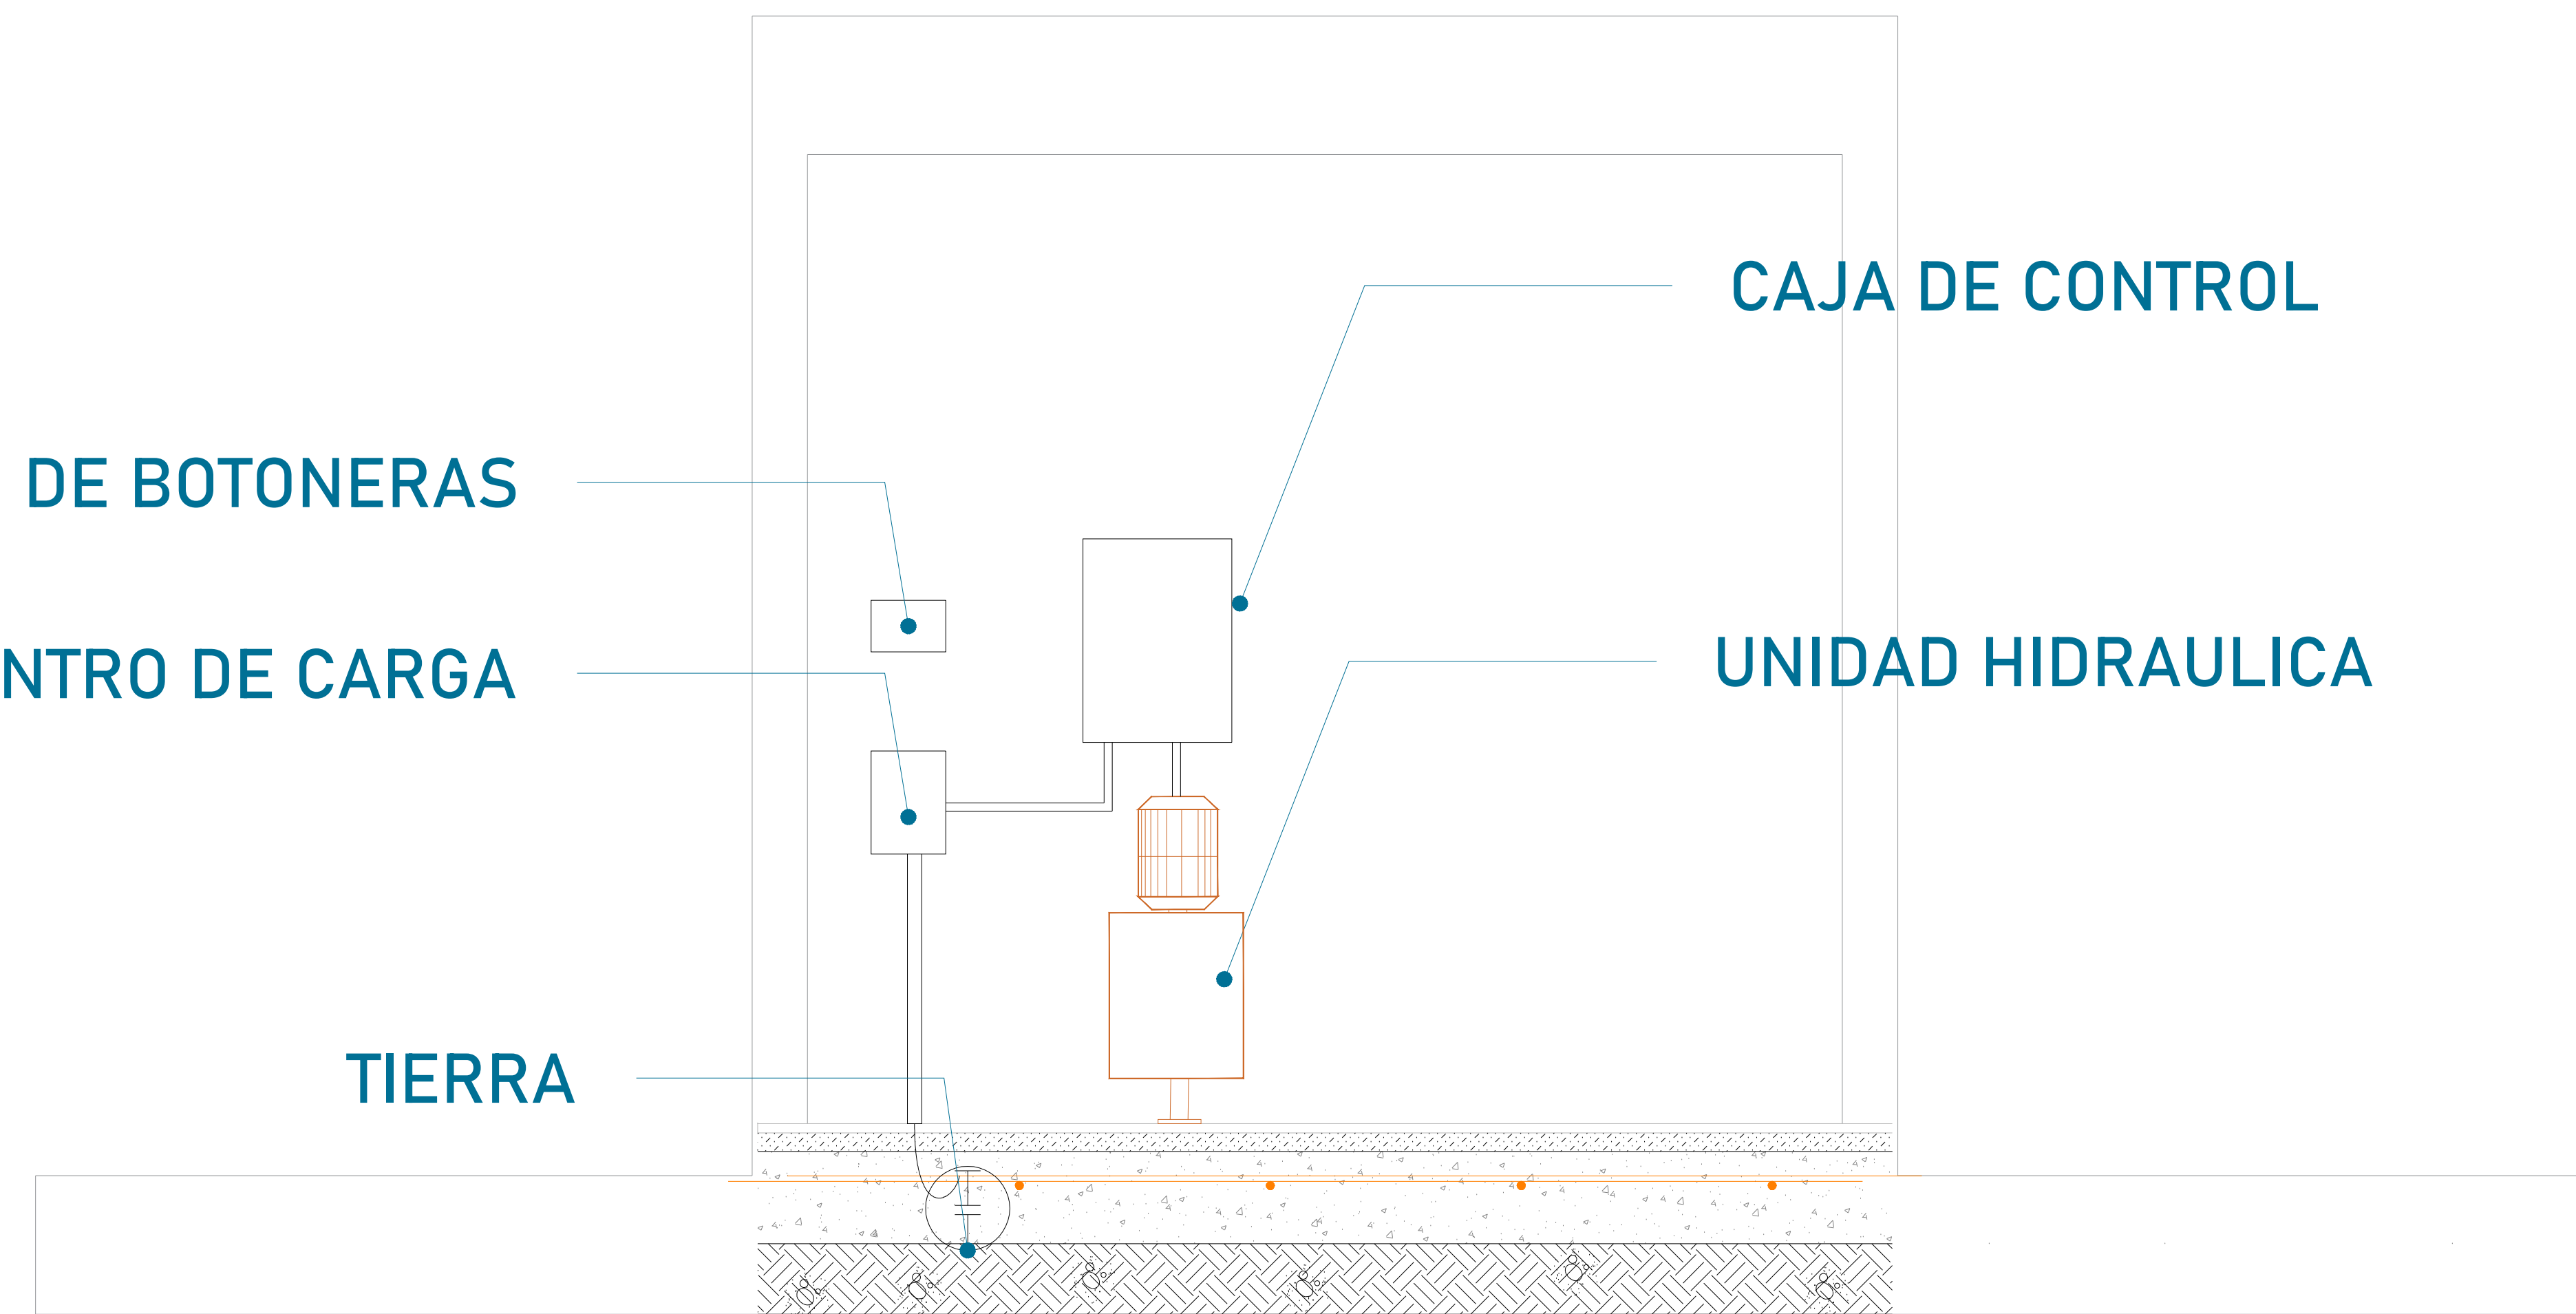 CAJA DE CONTROL
DE BOTONERAS
UNIDAD HIDRAULICA
NTRO DE CARGA
TIERRA